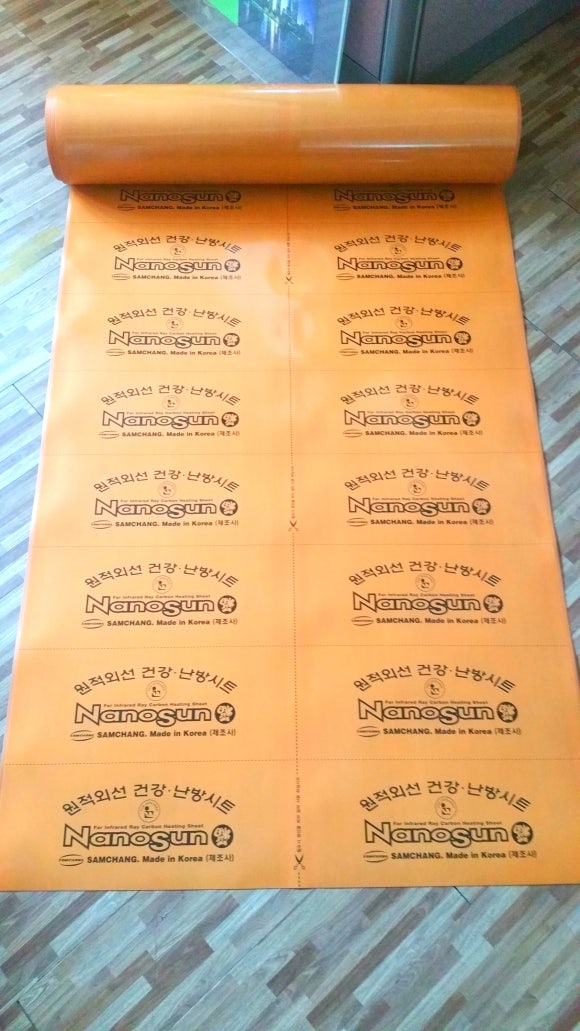 NanoSun
SAMCHANG. Made in Korea (제조사)
NanoSun
SAMCHANG. Made in Korea (제조사)
원적외선 건강·난방시트
Far Infrared Ray Carbon Heating Sheet
NanoSun
SAMCHANG. Made in Korea (제조사)
원적외선 건강·난방시트
Far Infrared Ray Carbon Heating Sheet
NanoSun
SAMCHANG. Made in Korea (제조사)
원적외선 건강·난방시트
Far Infrared Ray Carbon Heating Sheet
NanoSun
SAMCHANG. Made in Korea (제조사)
원적외선 건강·난방시트
Far Infrared Ray Carbon Heating Sheet
NanoSun
SAMCHANG. Made in Korea (제조사)
원적외선 건강·난방시트
Far Infrared Ray Carbon Heating Sheet
NanoSun
SAMCHANG. Made in Korea (제조사)
원적외선 건강·난방시트
Far Infrared Ray Carbon Heating Sheet
NanoSun
SAMCHANG. Made in Korea (제조사)
원적외선 건강·난방시트
Far Infrared Ray Carbon Heating Sheet
NanoSun
SAMCHANG. Made in Korea (제조사)
원적외선 건강·난방시트
Far Infrared Ray Carbon Heating Sheet
NanoSun
SAMCHANG. Made in Korea (제조사)
원적외선 건강·난방시트
Far Infrared Ray Carbon Heating Sheet
NanoSun
SAMCHANG. Made in Korea (제조사)
원적외선 건강·난방시트
Far Infrared Ray Carbon Heating Sheet
NanoSun
SAMCHANG. Made in Korea (제조사)
원적외선 건강·난방시트
Far Infrared Ray Carbon Heating Sheet
NanoSun
SAMCHANG. Made in Korea (제조사)
원적외선 건강·난방시트
Far Infrared Ray Carbon Heating Sheet
NanoSun
SAMCHANG. Made in Korea (제조사)
원적외선 건강·난방시트
Far Infrared Ray Carbon Heating Sheet
NanoSun
SAMCHANG. Made in Korea (제조사)
원적외선 건강·난방시트
Far Infrared Ray Carbon Heating Sheet
NanoSun
SAMCHANG. Made in Korea (제조사)